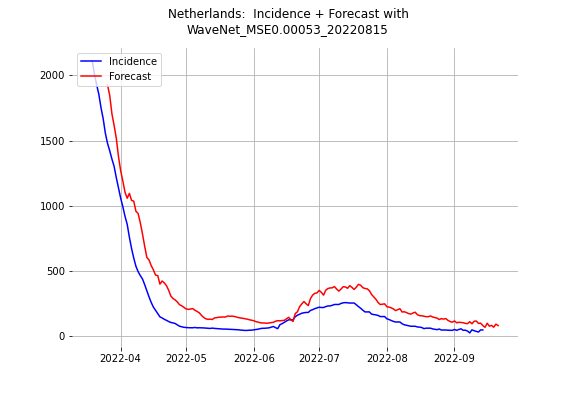 Netherlands:  Incidence + Forecast with
WaveNet_MSE0.00053_20220815
Incidence
Forecast
2000
1500
1000
500
0
2022-04 2022-05 2022-06 2022-07 2022-08 2022-09